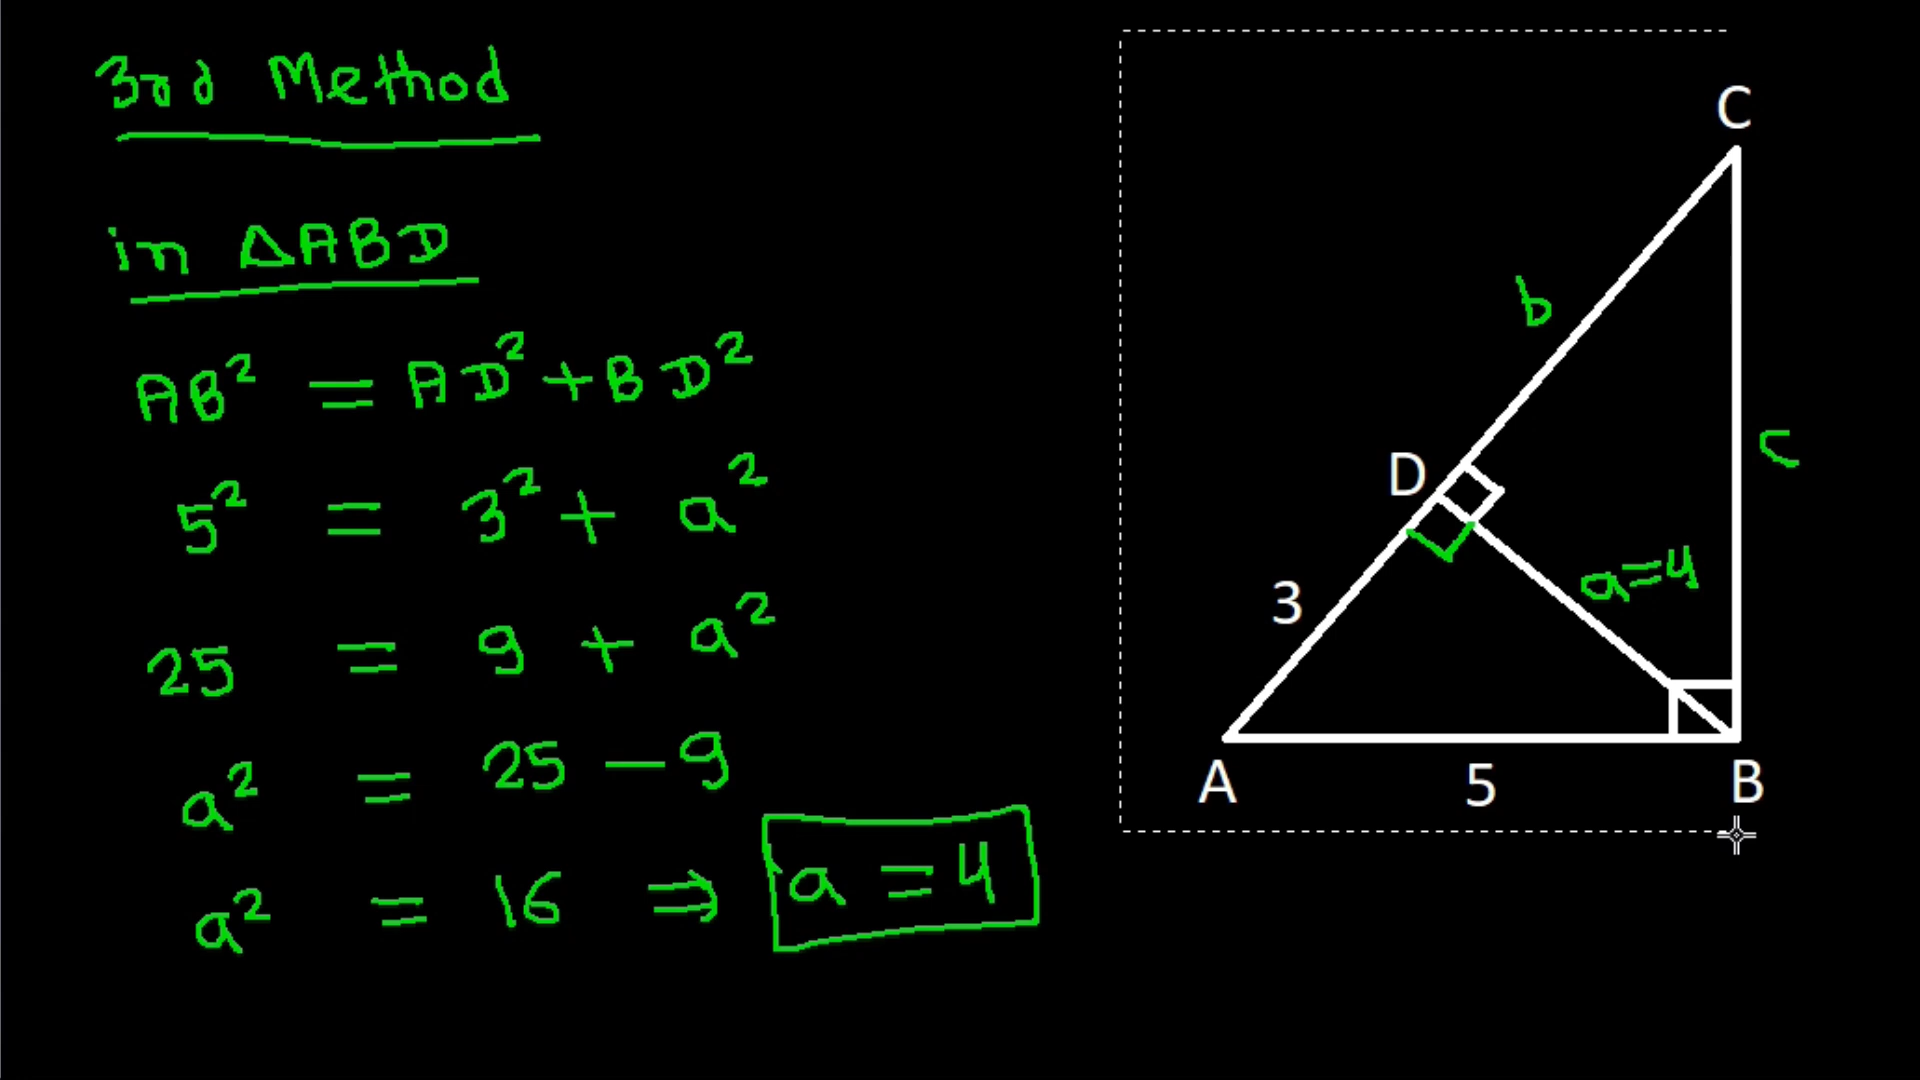 3rd Method
in ΔABD
AB² = AD² + BD²
5² = 3² + a²
25 = 9 + a²
a² = 25 − 9
a² = 16 ⇒ a = 4
C
b
c
D
a=4
3
A
5
B